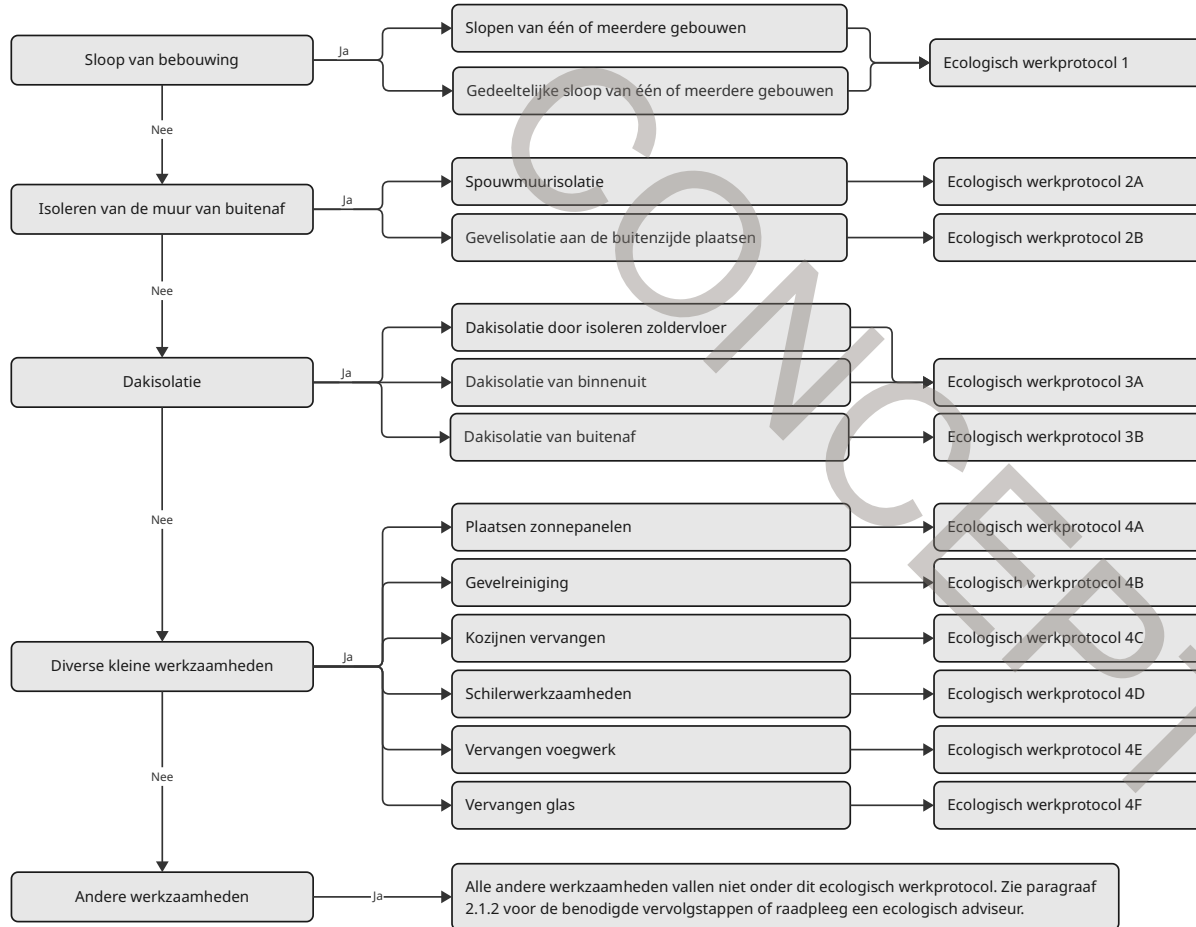 Sloop van bebouwing
Ja
Slopen van één of meerdere gebouwen
Gedeeltelijke sloop van één of meerdere gebouwen
Ecologisch werkprotocol 1
Nee
Isoleren van de muur van buitenaf
Ja
Spouwmuurisolatie
Ecologisch werkprotocol 2A
Gevelisolatie aan de buitenzijde plaatsen
Ecologisch werkprotocol 2B
Nee
Dakisolatie
Ja
Dakisolatie door isoleren zoldervloer
Dakisolatie van binnenuit
Ecologisch werkprotocol 3A
Dakisolatie van buitenaf
Ecologisch werkprotocol 3B
Nee
Diverse kleine werkzaamheden
Ja
Plaatsen zonnepanelen
Ecologisch werkprotocol 4A
Gevelreiniging
Ecologisch werkprotocol 4B
Kozijnen vervangen
Ecologisch werkprotocol 4C
Schilerwerkzaamheden
Ecologisch werkprotocol 4D
Vervangen voegwerk
Ecologisch werkprotocol 4E
Vervangen glas
Ecologisch werkprotocol 4F
Nee
Andere werkzaamheden
Ja
Alle andere werkzaamheden vallen niet onder dit ecologisch werkprotocol. Zie paragraaf
2.1.2 voor de benodigde vervolgstappen of raadpleeg een ecologisch adviseur.
CONCEPT